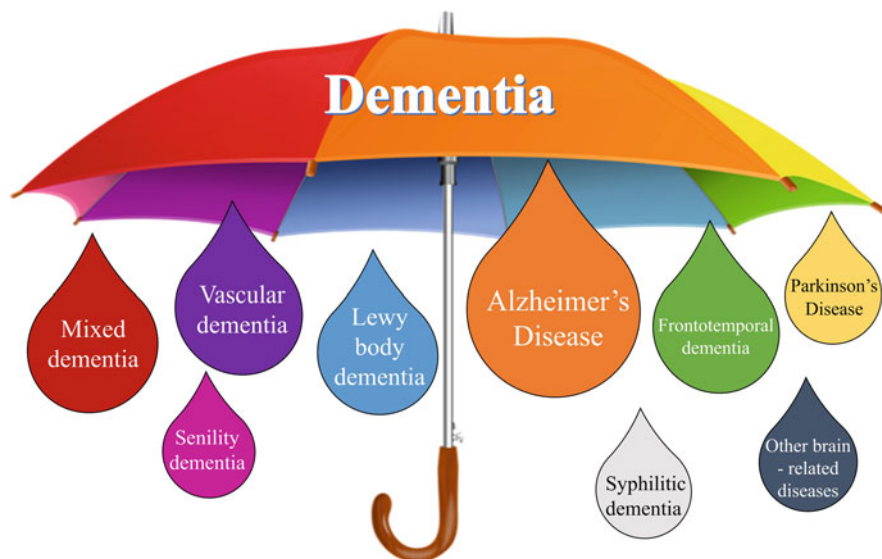 Dementia
Mixed
dementia
Vascular
dementia
Senility
dementia
Lewy
body
dementia
Alzheimer’s
Disease
Frontotemporal
dementia
Parkinson’s
Disease
Syphilitic
dementia
Other brain
- related
diseases